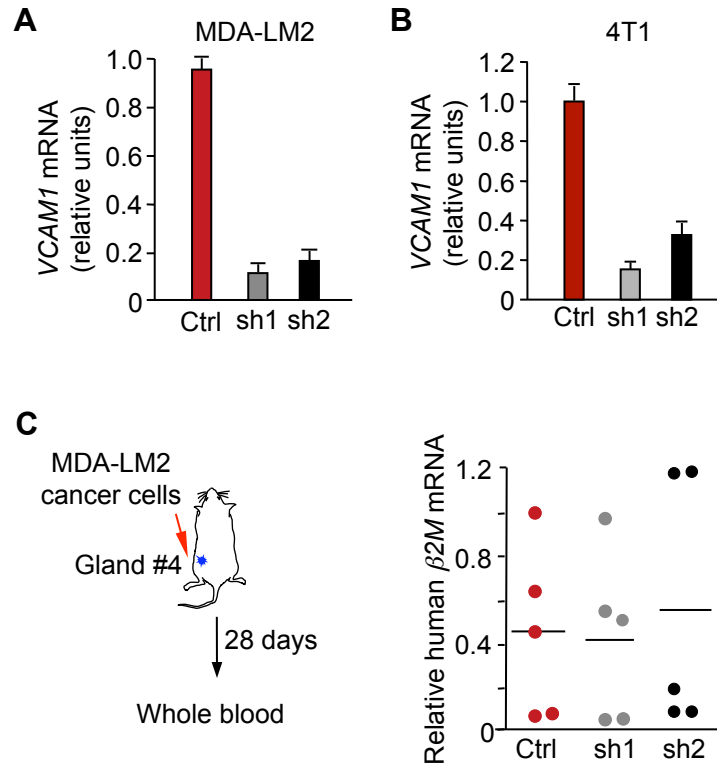 A
MDA-LM2
VCAM1 mRNA
(relative units)
1.0
0.8
0.6
0.4
0.2
0
Ctrl sh1 sh2
B
4T1
VCAM1 mRNA
(relative units)
1.2
1.0
0.8
0.6
0.4
0.2
0
Ctrl sh1 sh2
C
MDA-LM2
cancer cells
Gland #4
28 days
Whole blood
Relative human β2M mRNA
1.2
0.8
0.4
0
Ctrl sh1 sh2